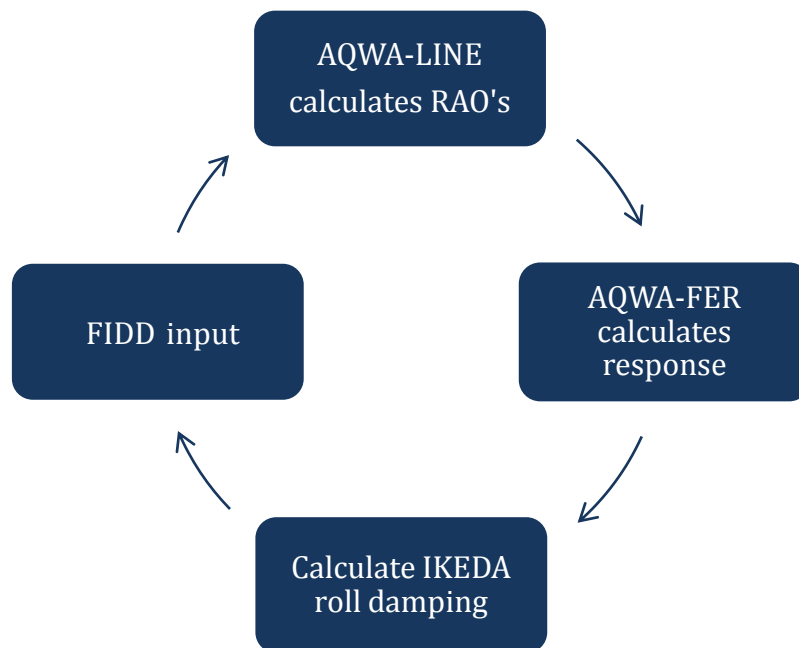 AQWA-LINE
calculates RAO's
AQWA-FER
calculates
response
Calculate IKEDA
roll damping
FIDD input